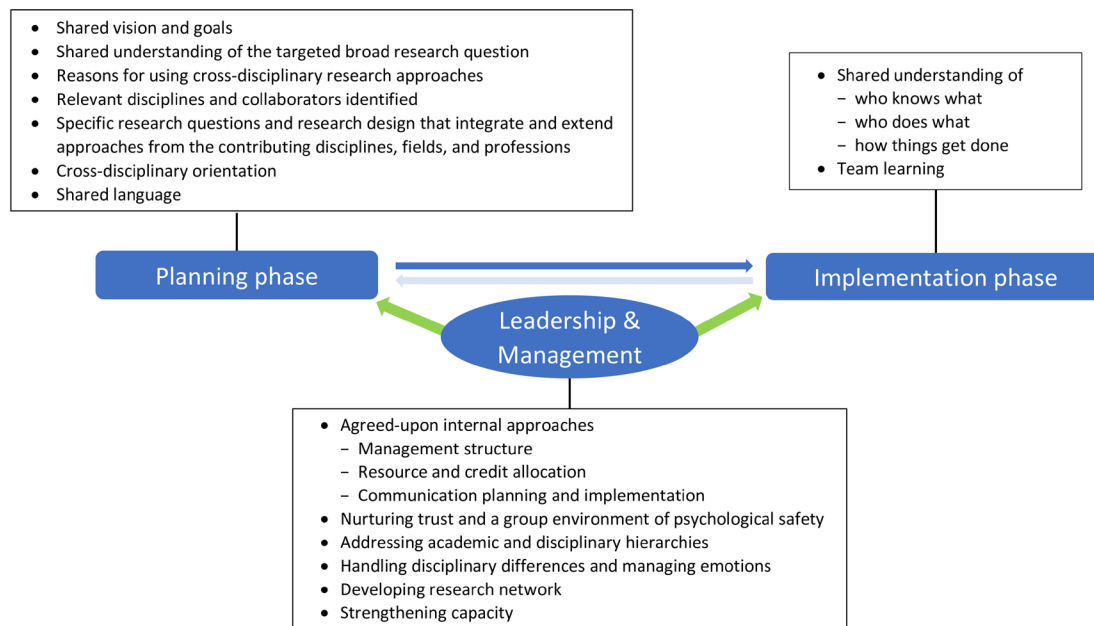 • Shared vision and goals
• Shared understanding of the targeted broad research question
• Reasons for using cross-disciplinary research approaches
• Relevant disciplines and collaborators identified
• Specific research questions and research design that integrate and extend
approaches from the contributing disciplines, fields, and professions
• Cross-disciplinary orientation
• Shared language
• Shared understanding of
– who knows what
– who does what
– how things get done
• Team learning
Planning phase
Implementation phase
Leadership &
Management
• Agreed-upon internal approaches
– Management structure
– Resource and credit allocation
– Communication planning and implementation
• Nurturing trust and a group environment of psychological safety
• Addressing academic and disciplinary hierarchies
• Handling disciplinary differences and managing emotions
• Developing research network
• Strengthening capacity